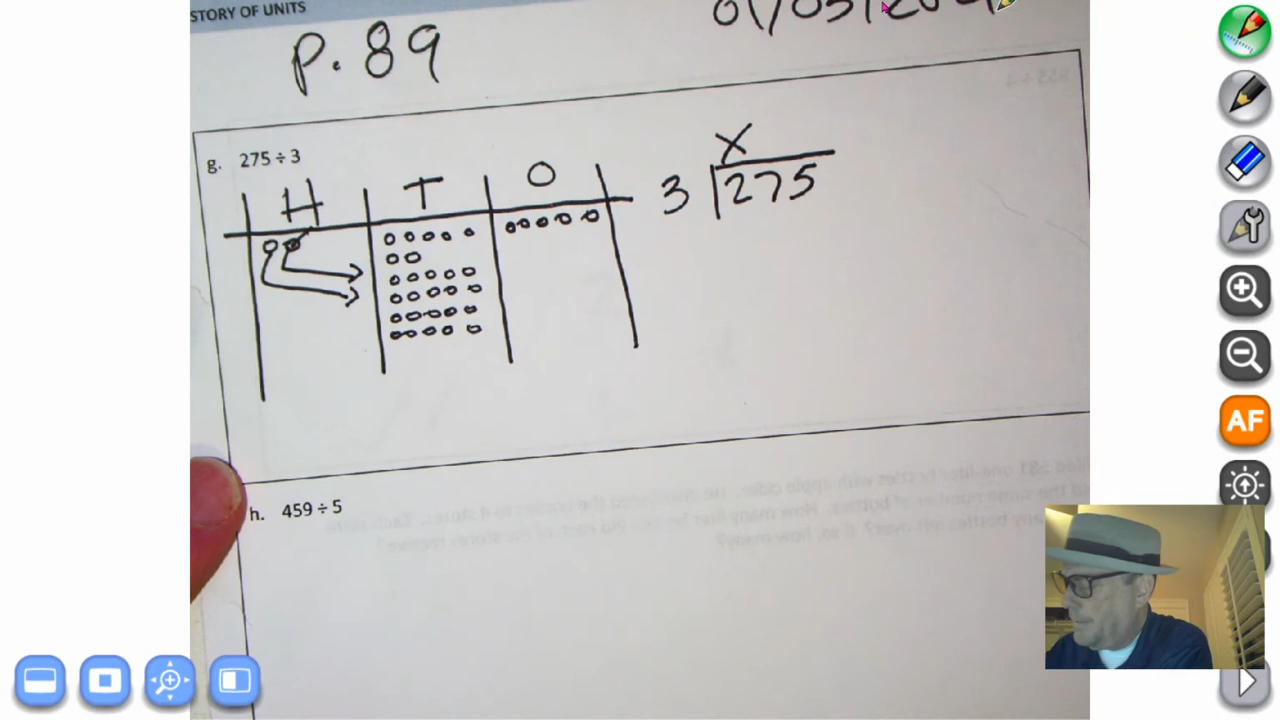 STORY OF UNITS
P. 89
g. 275 ÷ 3
H T O
X
3 275
h. 459 ÷ 5
AF